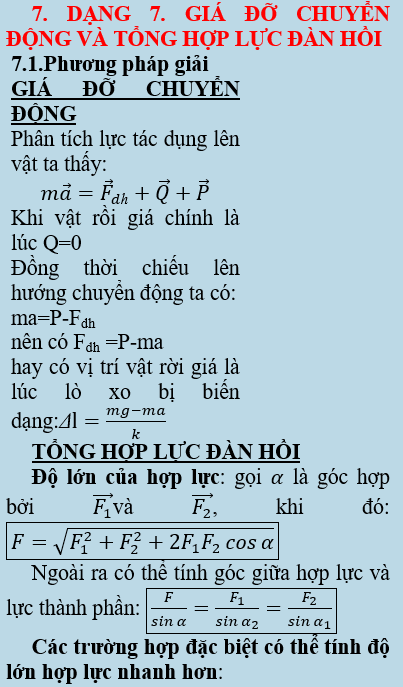 7. DẠNG 7. GIÁ ĐỠ CHUYỂN
ĐỘNG VÀ TỔNG HỢP LỰC ĐÀN HỒI
7.1.Phương pháp giải
GIÁ ĐỠ CHUYỂN
ĐỘNG
Phân tích lực tác dụng lên
vật ta thấy:
$m\vec{a} = \vec{F}_{dh} + \vec{Q} + \vec{P}$
Khi vật rồi giá chính là
lúc Q=0
Đồng thời chiếu lên
hướng chuyển động ta có:
ma=P-F_{dh}
nên có F_{dh} =P-ma
hay có vị trí vật rời giá là
lúc lò xo bị biến
dạng:$\Delta l = \frac{mg-ma}{k}$
TỔNG HỢP LỰC ĐÀN HỒI
Độ lớn của hợp lực: gọi α là góc hợp
bởi $\overrightarrow{F_1}$và $\overrightarrow{F_2}$, khi đó:
$F = \sqrt{F_1^2 + F_2^2 + 2F_1F_2 \cos\alpha}$
Ngoài ra có thể tính góc giữa hợp lực và
lực thành phần: $\frac{F}{\sin\alpha} = \frac{F_1}{\sin\alpha_2} = \frac{F_2}{\sin\alpha_1}$
Các trường hợp đặc biệt có thể tính độ
lớn hợp lực nhanh hơn: